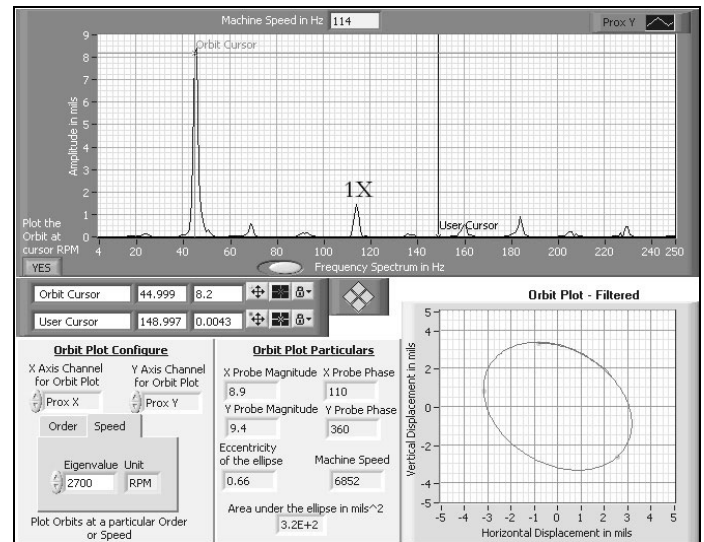 Machine Speed in Hz 114
Prox Y
9
8
7
6
5
4
3
2
1
0
Amplitude in mils
Orbit Cursor
1X
User Cursor
Plot the
Orbit at
cursor RPM
YES
4 20 40 60 80 100 120 140 160 180 200 220 240 250
Frequency Spectrum in Hz
Orbit Cursor 44.999 8.2
User Cursor 148.997 0.0043
Orbit Plot Configure
X Axis Channel
for Orbit Plot
Y Axis Channel
for Orbit Plot
Prox X
Prox Y
Order Speed
Eigenvalue Unit
2700 RPM
Plot Orbits at a particular Order
or Speed
Orbit Plot Particulars
X Probe Magnitude X Probe Phase
8.9 110
Y Probe Magnitude Y Probe Phase
9.4 360
Eccentricity
of the ellipse
Machine Speed
0.66 6852
Area under the ellipse in mils^2
3.2E+2
Orbit Plot - Filtered
5
4
2
0
-2
-4
-5
Vertical Displacement in mils
-5 -4 -3 -2 -1 0 1 2 3 4 5
Horizontal Displacement in mils